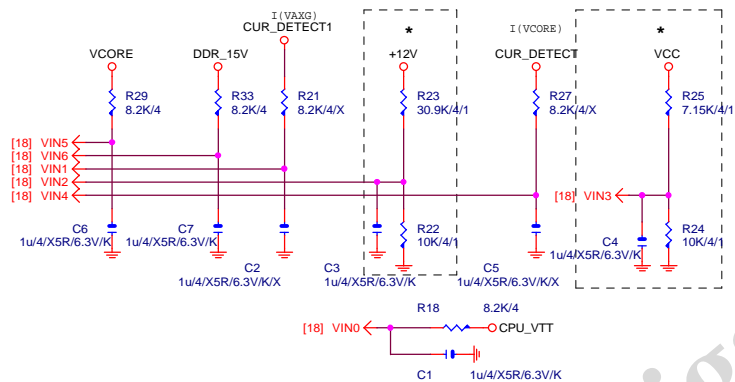 I(VAXG)
CUR_DETECT1
VCORE
DDR_15V
*
+12V
I(VCORE)
CUR_DETECT
*
VCC
R29
8.2K/4
R33
8.2K/4
R21
8.2K/4/X
R23
30.9K/4/1
R27
8.2K/4/X
R25
7.15K/4/1
[18] VIN5
[18] VIN6
[18] VIN1
[18] VIN2
[18] VIN4
[18] VIN3
C6
1u/4/X5R/6.3V/K
C7
1u/4/X5R/6.3V/K
C2
1u/4/X5R/6.3V/K/X
C3
1u/4/X5R/6.3V/K
R22
10K/4/1
C5
1u/4/X5R/6.3V/K/X
C4
1u/4/X5R/6.3V/K
R24
10K/4/1
R18
8.2K/4
[18] VIN0
CPU_VTT
C1
1u/4/X5R/6.3V/K